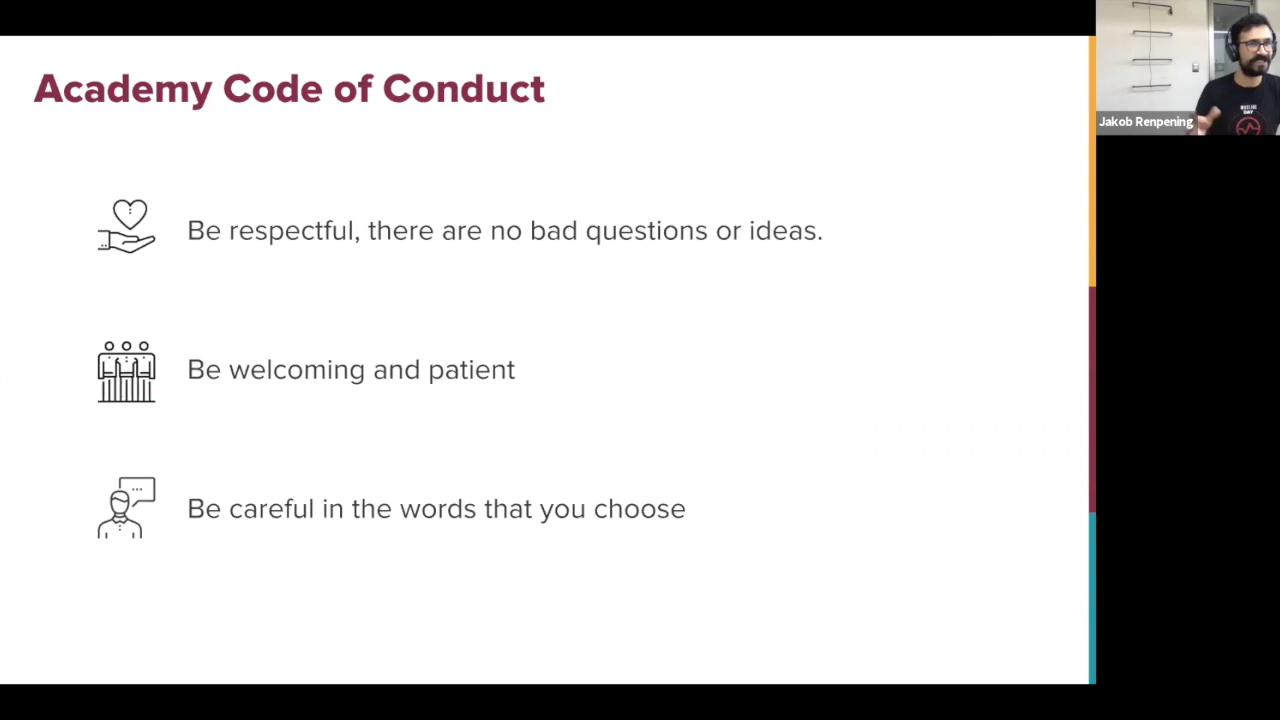 Academy Code of Conduct
Be respectful, there are no bad questions or ideas.
Be welcoming and patient
Be careful in the words that you choose
Jakob Renpening